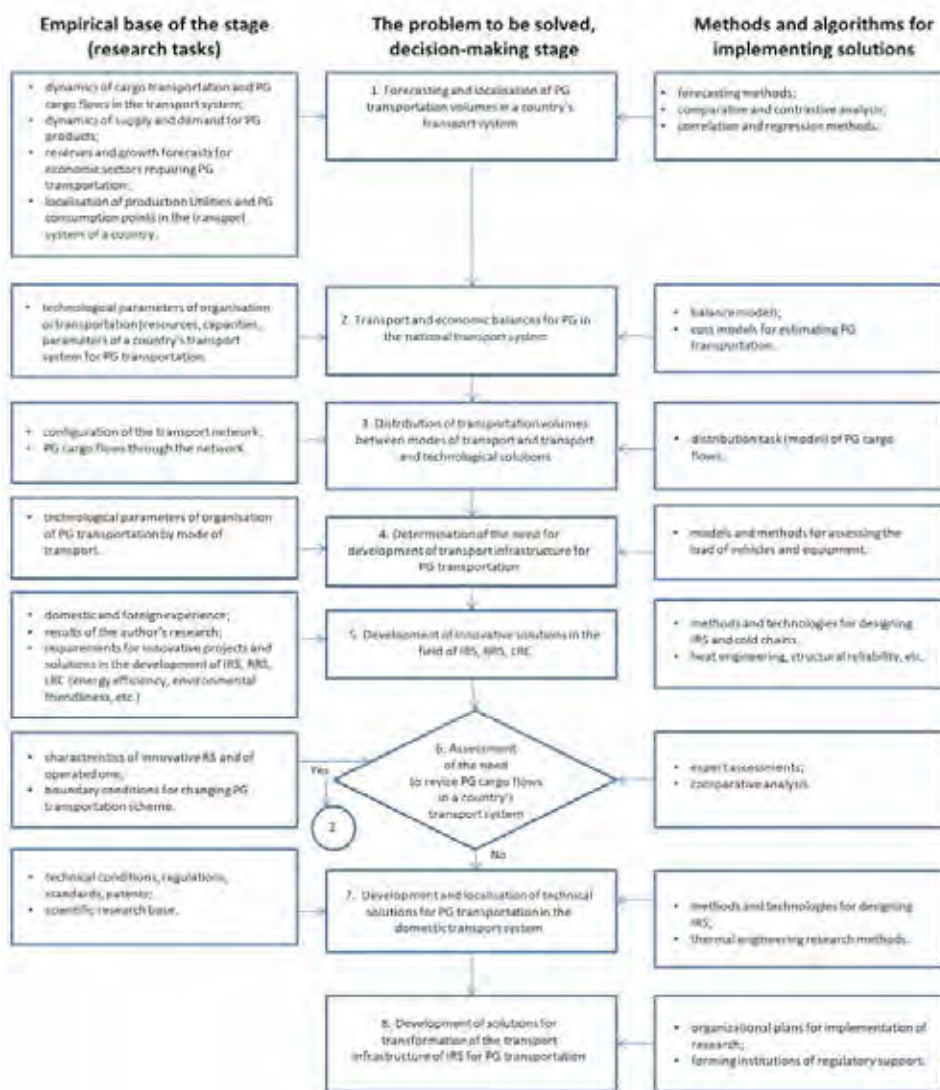 Empirical base of the stage
(research tasks)
The problem to be solved,
decision-making stage
Methods and algorithms for
implementing solutions
• dynamics of cargo transportation and PG
cargo flows in the transport system;
• dynamics of supply and demand for PG
products;
• reserves and growth forecasts for
economic sectors requiring PG
transportation;
• localisation of production Utilities and PG
consumption points in the transport
system of a country.
1. Forecasting and localisation of PG
transportation volumes in a country's
transport system
• forecasting methods;
• comparative and contrastive analysis;
• correlation and regression methods.
• technological parameters of organisation
or transportation (resources, capacities,
parameters of a country's transport
system for PG transportation.
2. Transport and economic balances for PG in
the national transport system
• balance models;
• cost models for estimating PG
transportation.
• configuration of the transport network;
• PG cargo flows through the network.
3. Distribution of transportation volumes
between modes of transport and transport
and technological solutions
• distribution task (model) of PG cargo
flows.
• technological parameters of organisation
of PG transportation by mode of
transport.
4. Determination of the need for
development of transport infrastructure for
PG transportation
• models and methods for assessing the
load of vehicles and equipment.
• domestic and foreign experience;
• results of the author's research;
• requirements for innovative projects and
solutions in the development of IRS, RRS,
LRC (energy efficiency, environmental
friendliness, etc.)
5. Development of innovative solutions in the
field of IRS, RRS, LRC
• methods and technologies for designing
IRS and cold chains.
• heat engineering, structural reliability, etc.
• characteristics of innovative RS and of
operated one;
• boundary conditions for changing PG
transportation scheme.
Yes
2
6. Assessment
of the need
to revise PG cargo flows
in a country's
transport system
No
• expert assessments;
• comparative analysis.
• technical conditions, regulations,
standards, patents;
• scientific research base.
7. Development and localisation of technical
solutions for PG transportation in the
domestic transport system
• methods and technologies for designing
IRS;
• thermal engineering research methods.
8. Development of solutions for
transformation of the transport
infrastructure of IRS for PG transportation
• organizational plans for implementation of
research;
• forming institutions of regulatory support.